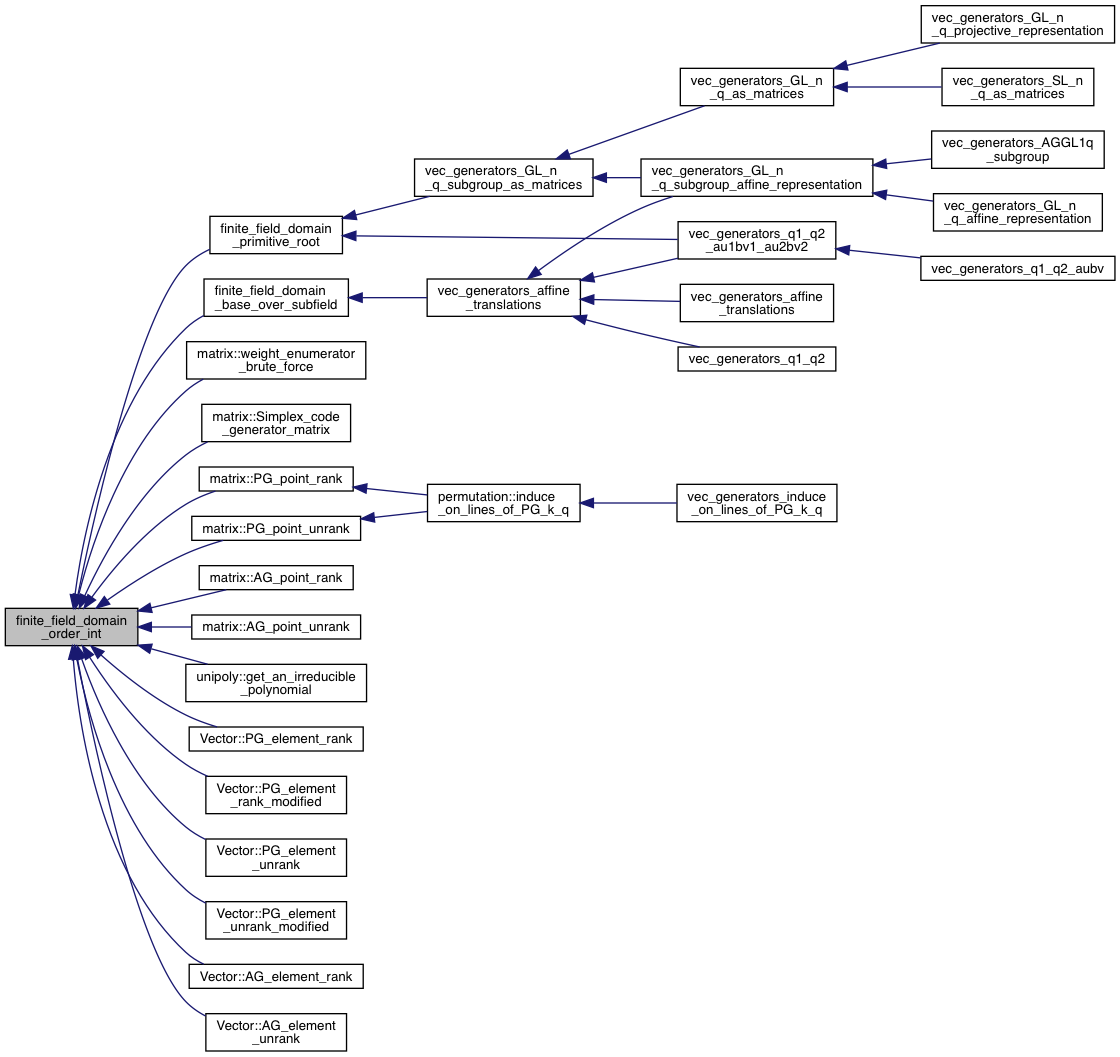 vec_generators_GL_n
_q_projective_representation
vec_generators_GL_n
_q_as_matrices
vec_generators_SL_n
_q_as_matrices
vec_generators_GL_n
_q_subgroup_as_matrices
vec_generators_GL_n
_q_subgroup_affine_representation
vec_generators_AGGL1q
_subgroup
vec_generators_GL_n
_q_affine_representation
finite_field_domain
_primitive_root
vec_generators_q1_q2
_au1bv1_au2bv2
vec_generators_q1_q2_aubv
finite_field_domain
_base_over_subfield
vec_generators_affine
_translations
vec_generators_affine
_translations
vec_generators_q1_q2
matrix::weight_enumerator
_brute_force
matrix::Simplex_code
_generator_matrix
matrix::PG_point_rank
permutation::induce
_on_lines_of_PG_k_q
vec_generators_induce
_on_lines_of_PG_k_q
matrix::PG_point_unrank
matrix::AG_point_rank
finite_field_domain
_order_int
matrix::AG_point_unrank
unipoly::get_an_irreducible
_polynomial
Vector::PG_element_rank
Vector::PG_element
_rank_modified
Vector::PG_element
_unrank
Vector::PG_element
_unrank_modified
Vector::AG_element_rank
Vector::AG_element
_unrank